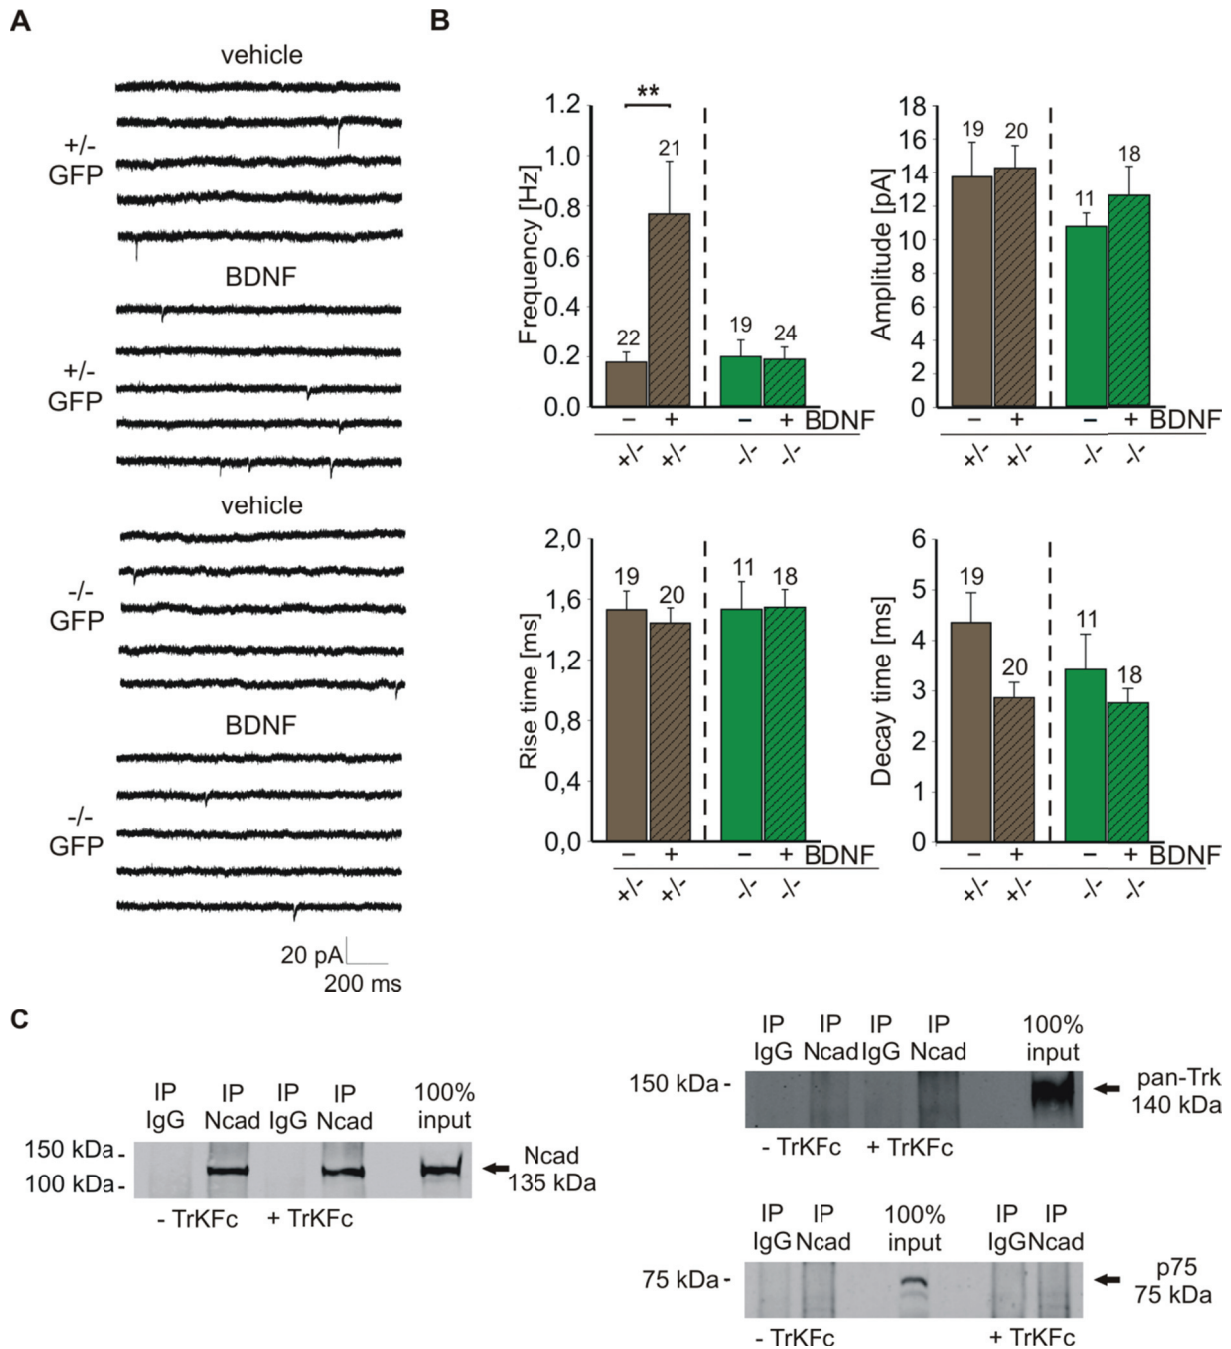 A
vehicle
+/-
GFP
BDNF
+/-
GFP
vehicle
-/-
GFP
BDNF
-/-
GFP
20 pA
200 ms
B
Frequency [Hz]
1.2
1.0
0.8
0.6
0.4
0.2
0.0
**
22
21
19
24
– + – + BDNF
+/- +/- -/- -/-
Amplitude [pA]
18
16
14
12
10
8
6
4
2
0
19
20
11
18
– + – + BDNF
+/- +/- -/- -/-
Rise time [ms]
2,0
1,6
1,2
0,8
0,4
0,0
19
20
11
18
– + – + BDNF
+/- +/- -/- -/-
Decay time [ms]
6
5
4
3
2
1
0
19
20
11
18
– + – + BDNF
+/- +/- -/- -/-
C
IP IP IP IP 100%
IgG Ncad IgG Ncad input
150 kDa -
100 kDa -
Ncad
135 kDa
- TrKFc + TrKFc
IP IP IP IP 100%
IgG Ncad IgG Ncad input
150 kDa -
pan-Trk
140 kDa
- TrKFc + TrKFc
IP IP 100% IP IP
IgG Ncad input IgG Ncad
75 kDa -
p75
75 kDa
- TrKFc + TrKFc